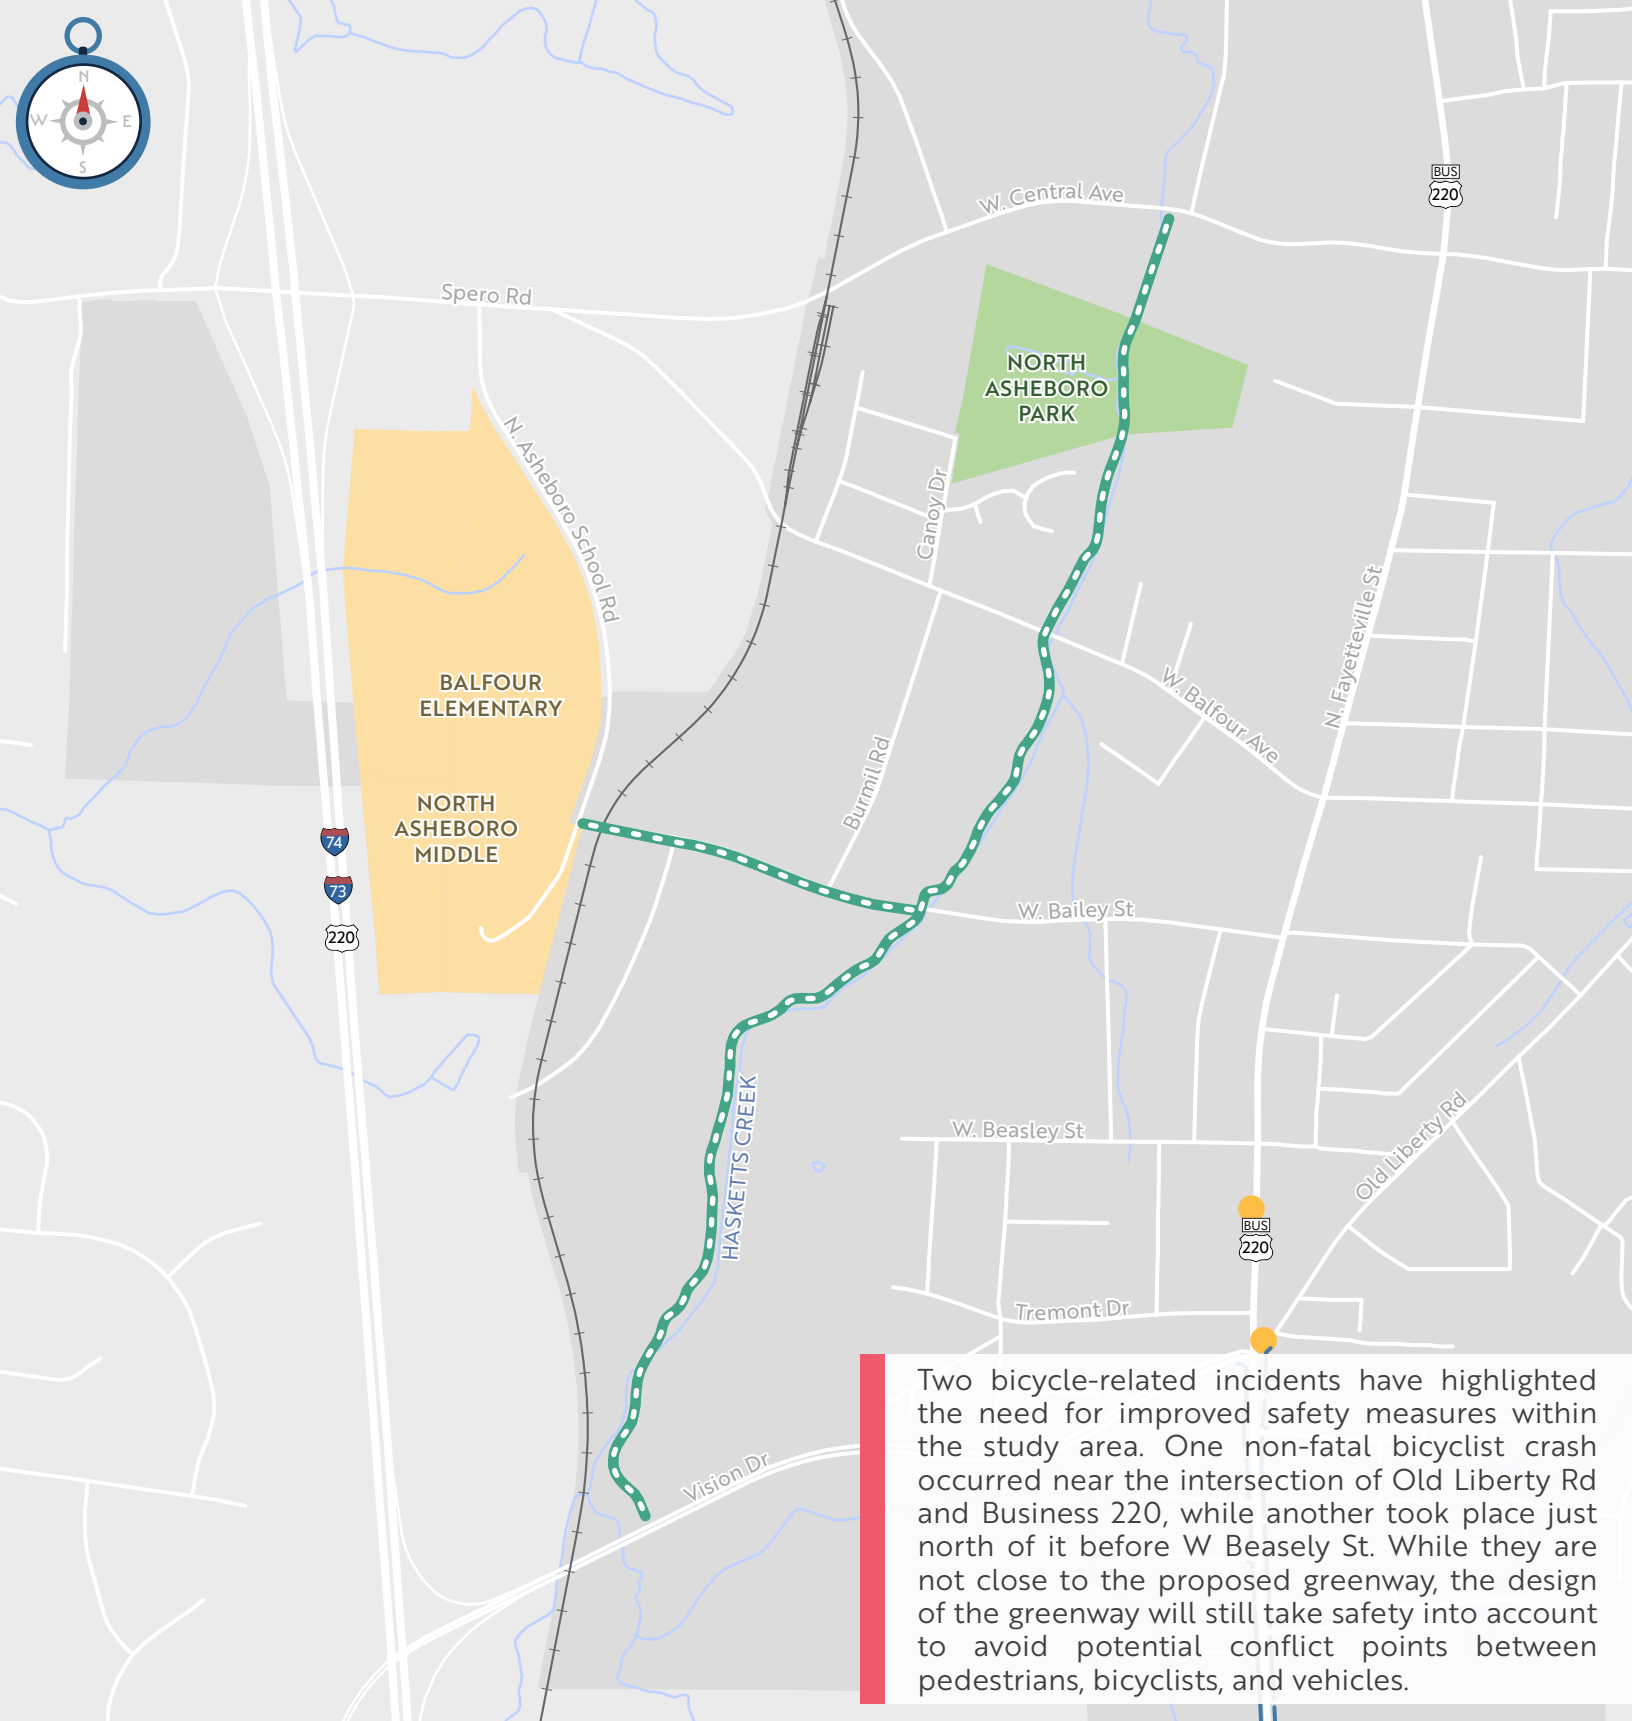 N
W
E
S
BUS
220
W. Central Ave
Spero Rd
NORTH
ASHEBORO
PARK
N. Asheboro School Rd
Canoy Dr
N. Fayetteville St
BALFOUR
ELEMENTARY
W. Balfour Ave
Burmil Rd
NORTH
ASHEBORO
MIDDLE
74
73
220
W. Bailey St
HASKETTS CREEK
W. Beasley St
Old Liberty Rd
BUS
220
Tremont Dr
Vision Dr
Two bicycle-related incidents have highlighted
the need for improved safety measures within
the study area. One non-fatal bicyclist crash
occurred near the intersection of Old Liberty Rd
and Business 220, while another took place just
north of it before W Beasely St. While they are
not close to the proposed greenway, the design
of the greenway will still take safety into account
to avoid potential conflict points between
pedestrians, bicyclists, and vehicles.